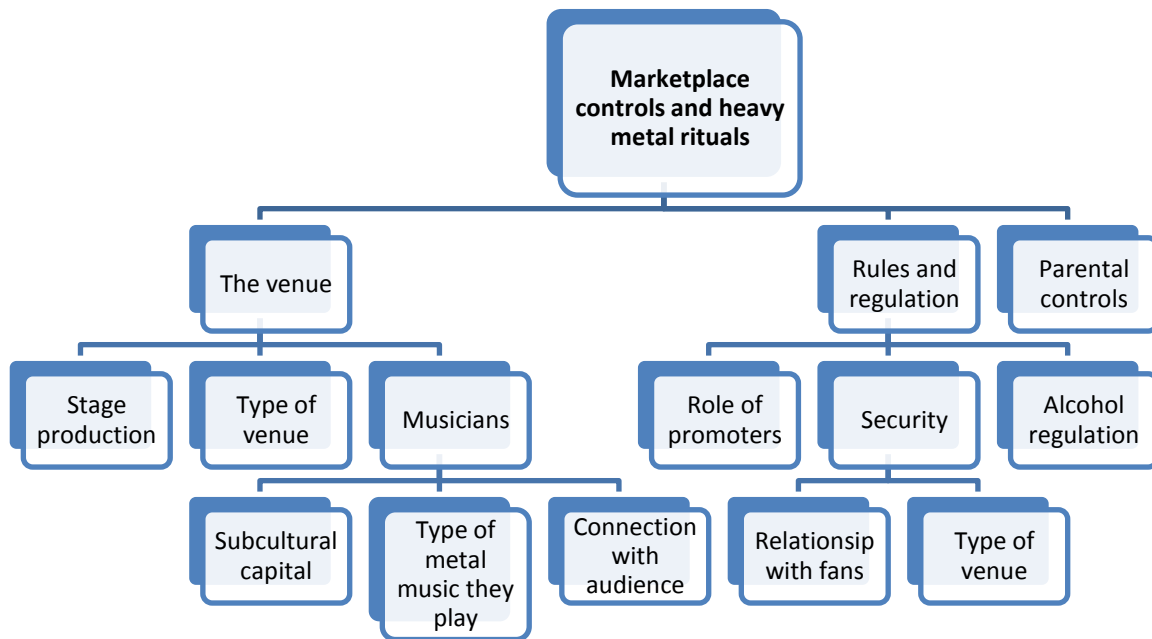 Marketplace
controls and heavy
metal rituals
The venue
Rules and
regulation
Parental
controls
Stage
production
Type of
venue
Musicians
Role of
promoters
Security
Alcohol
regulation
Subcultural
capital
Type of
metal
music they
play
Connection
with
audience
Relationsip
with fans
Type of
venue